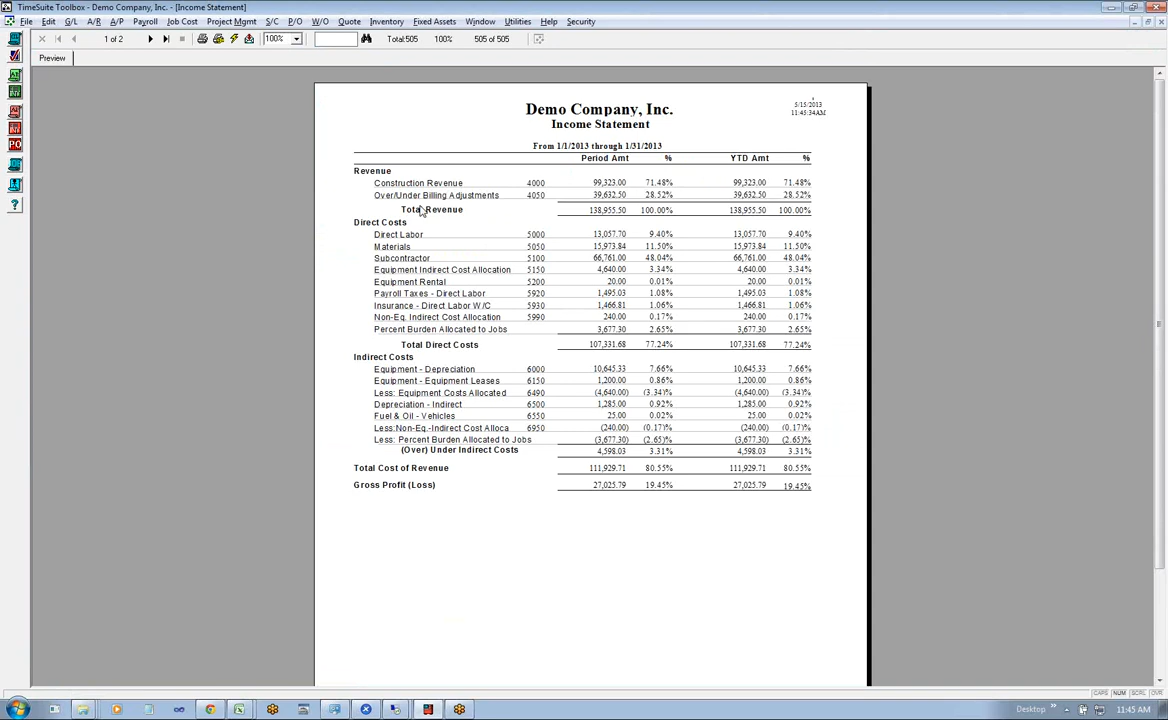 TimeSuite Toolbox - Demo Company, Inc. - [Income Statement]
File Edit G/L A/R A/P Payroll Job Cost Project Mgmt S/C P/O W/O Quote Inventory Fixed Assets Window Utilities Help Security
1 of 2 100% Total:505 100% 505 of 505
Preview
Demo Company, Inc.
Income Statement
5/15/2013
11:45:34AM
From 1/1/2013 through 1/31/2013
Period Amt % YTD Amt %
Revenue
Construction Revenue 4000 99,323.00 71.48% 99,323.00 71.48%
Over/Under Billing Adjustments 4050 39,632.50 28.52% 39,632.50 28.52%
Total Revenue 138,955.50 100.00% 138,955.50 100.00%
Direct Costs
Direct Labor 5000 13,057.70 9.40% 13,057.70 9.40%
Materials 5050 15,973.84 11.50% 15,973.84 11.50%
Subcontractor 5100 66,761.00 48.04% 66,761.00 48.04%
Equipment Indirect Cost Allocation 5150 4,640.00 3.34% 4,640.00 3.34%
Equipment Rental 5200 20.00 0.01% 20.00 0.01%
Payroll Taxes - Direct Labor 5920 1,495.03 1.08% 1,495.03 1.08%
Insurance - Direct Labor W/C 5930 1,466.81 1.06% 1,466.81 1.06%
Non-Eq. Indirect Cost Allocation 5990 240.00 0.17% 240.00 0.17%
Percent Burden Allocated to Jobs 3,677.30 2.65% 3,677.30 2.65%
Total Direct Costs 107,331.68 77.24% 107,331.68 77.24%
Indirect Costs
Equipment - Depreciation 6000 10,645.33 7.66% 10,645.33 7.66%
Equipment - Equipment Leases 6150 1,200.00 0.86% 1,200.00 0.86%
Less: Equipment Costs Allocated 6490 (4,640.00) (3.34)% (4,640.00) (3.34)%
Depreciation - Indirect 6500 1,285.00 0.92% 1,285.00 0.92%
Fuel & Oil - Vehicles 6550 25.00 0.02% 25.00 0.02%
Less:Non-Eq.-Indirect Cost Alloca 6950 (240.00) (0.17)% (240.00) (0.17)%
Less: Percent Burden Allocated to Jobs (3,677.30) (2.65)% (3,677.30) (2.65)%
(Over) Under Indirect Costs 4,598.03 3.31% 4,598.03 3.31%
Total Cost of Revenue 111,929.71 80.55% 111,929.71 80.55%
Gross Profit (Loss) 27,025.79 19.45% 27,025.79 19.45%
CAPS NUM SCRL OVR
Desktop 11:45 AM